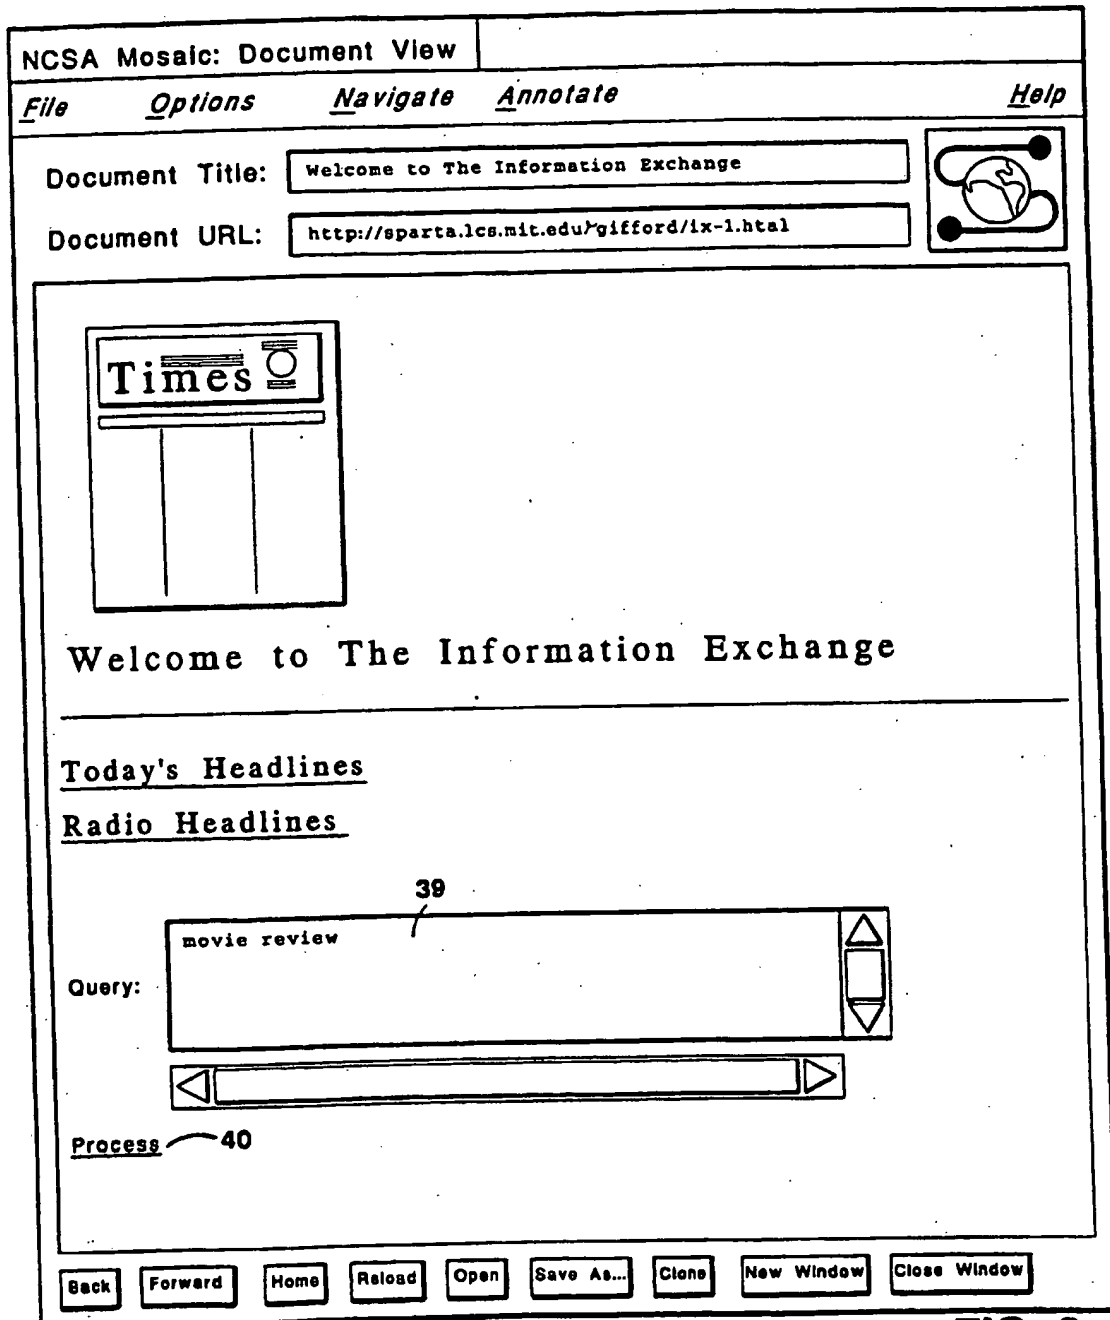 NCSA Mosaic: Document View
File Options Navigate Annotate Help
Document Title: Welcome to The Information Exchange
Document URL: http://sparta.lcs.mit.edu/~gifford/ix-1.html
Times
Welcome to The Information Exchange
Today's Headlines
Radio Headlines
39
movie review
Query:
Process 40
Back Forward Home Reload Open Save As... Clone New Window Close Window